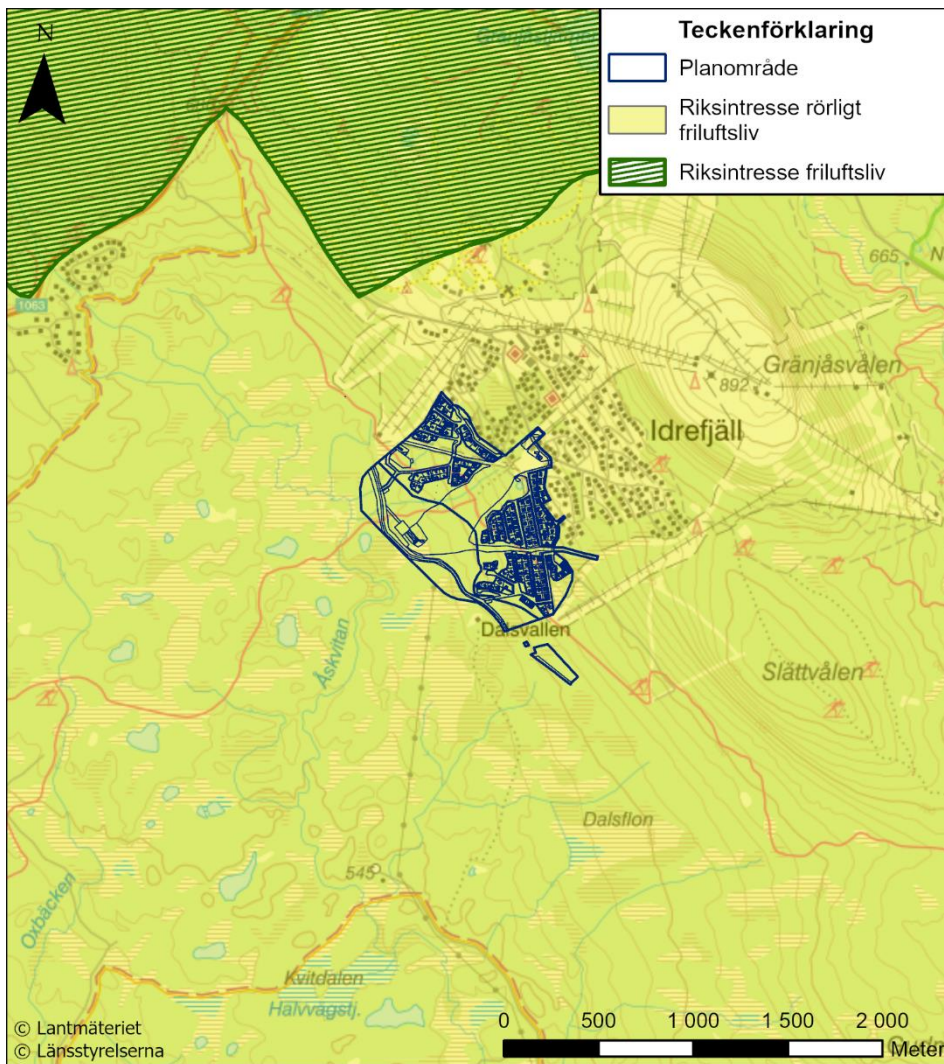 N
Teckenförklaring
Planområde
Riksintresse rörligt
friluftsliv
Riksintresse friluftsliv
1063
665
N
Gränjåsvålen
892
Idrefjäll
Åskvitan
Dalsvallen
Slättvålen
Dalsflon
545
Oxbäcken
Kvitdalen
Halvvägstj.
© Lantmäteriet
© Länsstyrelserna
0 500 1 000 1 500 2 000
Meter